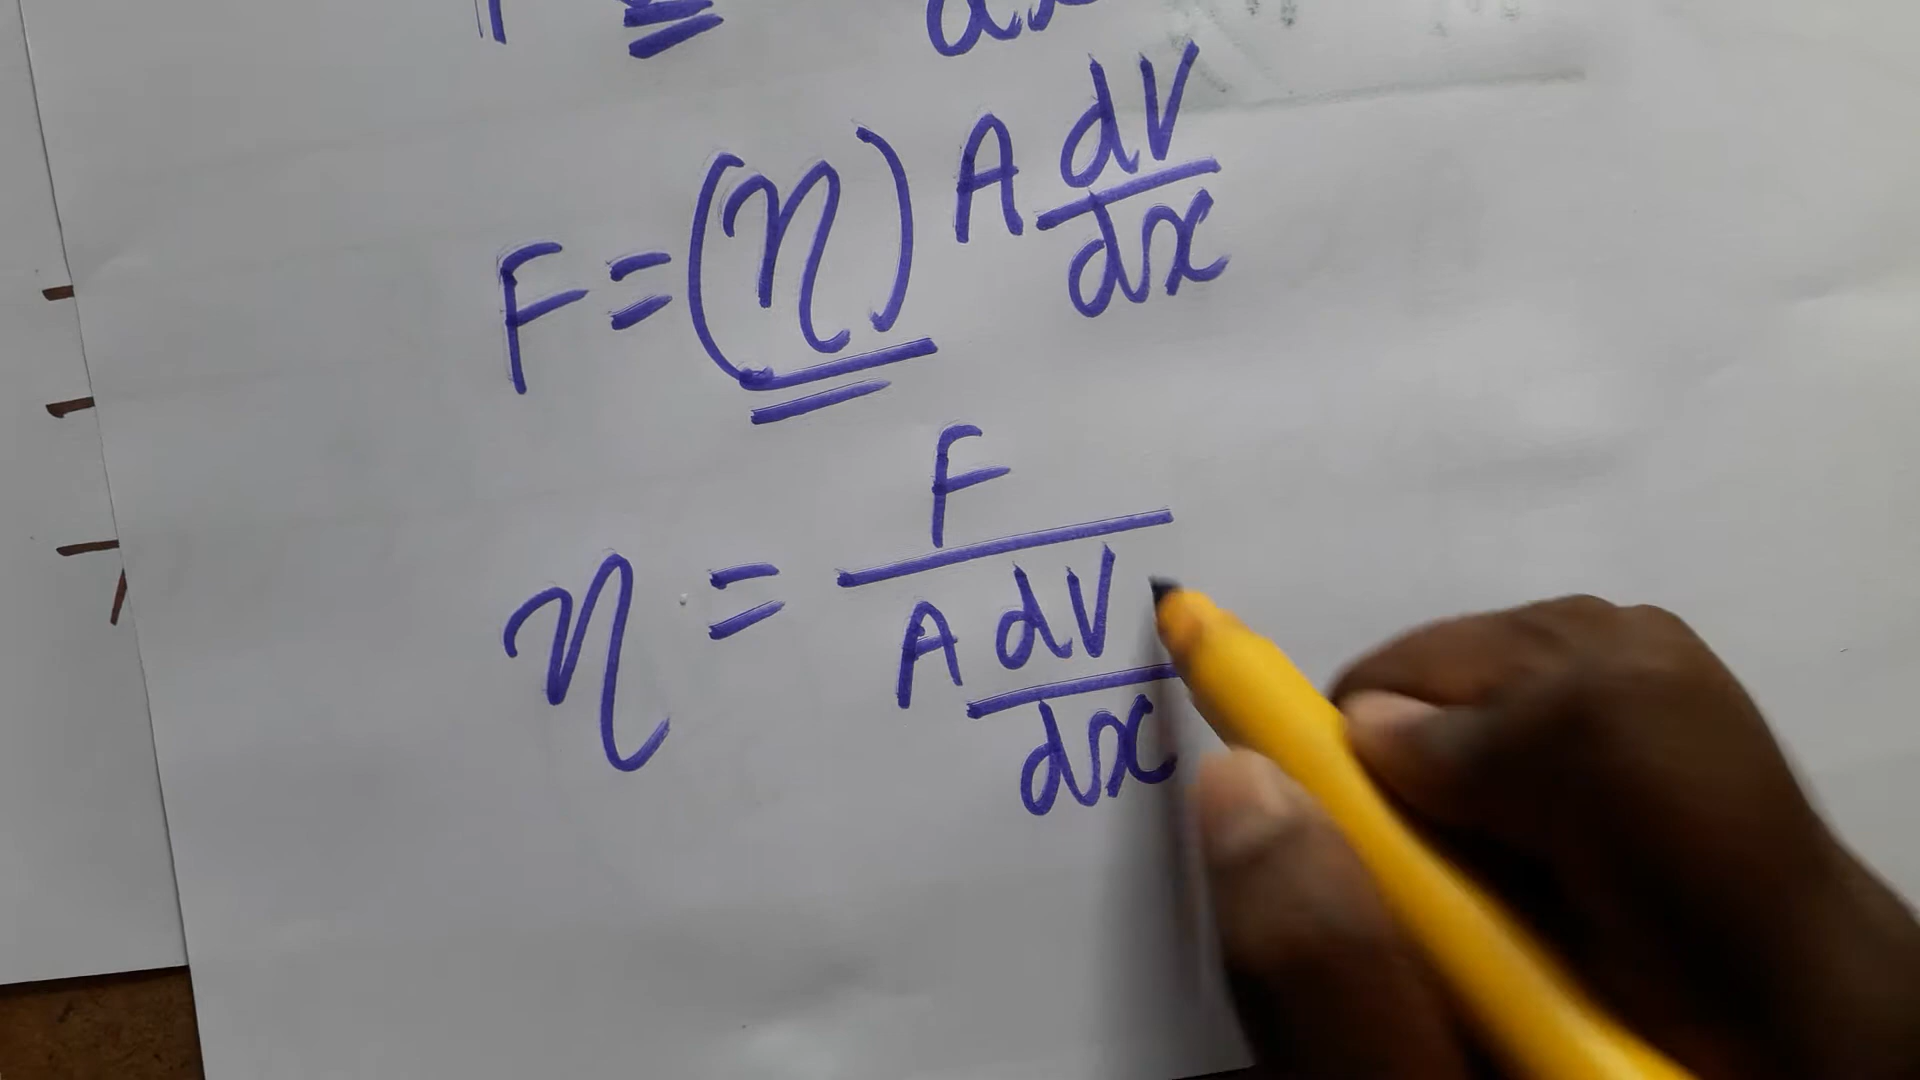 F = (η) A dV/dx
η = F / A dV/dx